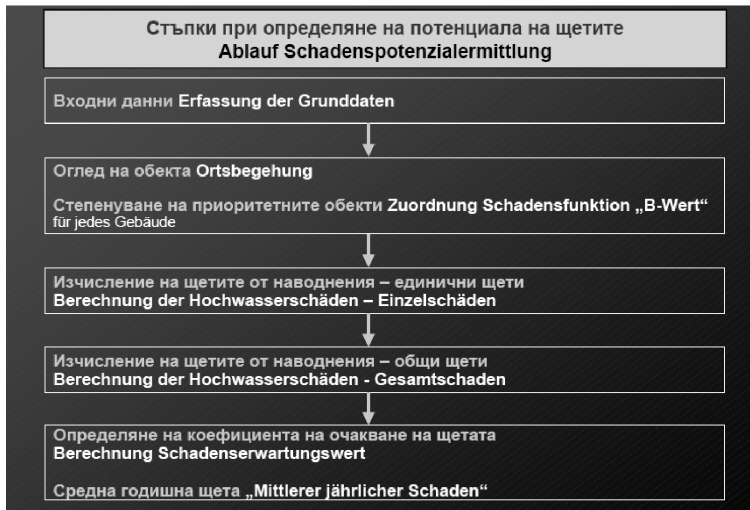 Стъпки при определяне на потенциала на щетите
Ablauf Schadenspotenzialermittlung
Входни данни Erfassung der Grunddaten
Оглед на обекта Ortsbegehung
Степенуване на приоритетните обекти Zuordnung Schadensfunktion „B-Wert“
für jedes Gebäude
Изчисление на щетите от наводнения – единични щети
Berechnung der Hochwasserschäden – Einzelschäden
Изчисление на щетите от наводнения – общи щети
Berechnung der Hochwasserschäden - Gesamtschaden
Определяне на коефициента на очакване на щетата
Berechnung Schadenserwartungswert
Средна годишна щета „Mittlerer jährlicher Schaden“